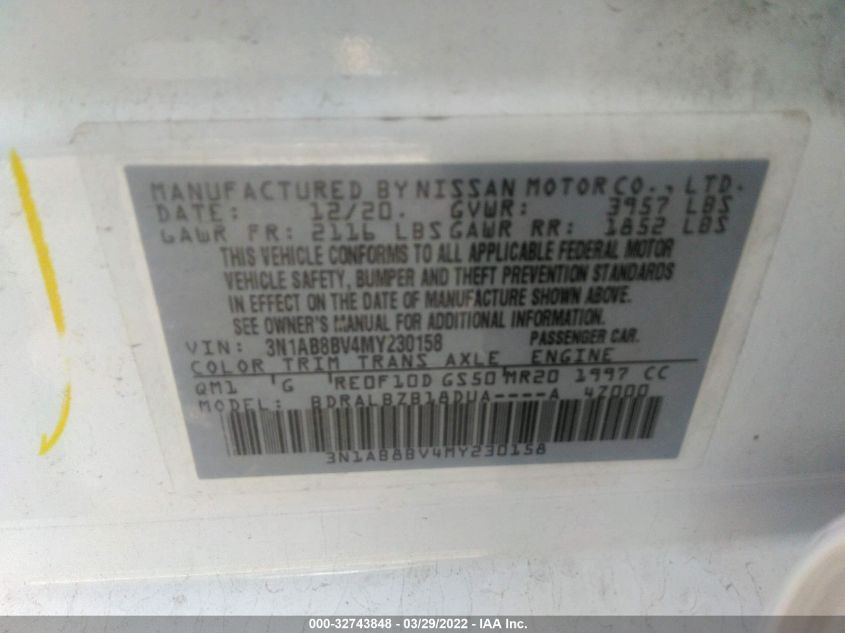 MANUFACTURED BY NISSAN MOTOR CO., LTD.
DATE: 12/20. GVWR: 3957 LBS
GAWR FR: 2116 LBS GAWR RR: 1852 LBS
THIS VEHICLE CONFORMS TO ALL APPLICABLE FEDERAL MOTOR
VEHICLE SAFETY, BUMPER AND THEFT PREVENTION STANDARDS
IN EFFECT ON THE DATE OF MANUFACTURE SHOWN ABOVE.
SEE OWNER'S MANUAL FOR ADDITIONAL INFORMATION.
VIN: 3N1AB8BV4MY230158 PASSENGER CAR.
COLOR TRIM TRANS AXLE ENGINE
QM1 G RE0F10D GS50 MR20 1997 CC
MODEL: BDRALBZB18DUA----A 4Z000
3N1AB8BV4MY230158
000-32743848 - 03/29/2022 - IAA Inc.